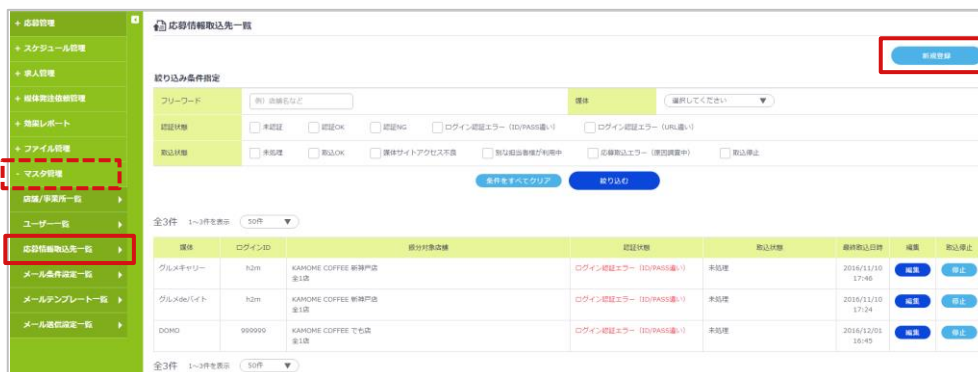 + 応募管理
+ スケジュール管理
+ 求人管理
+ 媒体発注依頼管理
+ 効果レポート
+ ファイル管理
- マスタ管理
店舗/事業所一覧
ユーザー一覧
応募情報取込先一覧
メール条件設定一覧
メールテンプレート一覧
メール送信設定一覧
応募情報取込先一覧
新規登録
絞り込み条件指定
フリーワード 例）店舗名など 媒体 選択してください ▼
認証状態 未認証 認証OK 認証NG ログイン認証エラー（ID/PASS違い） ログイン認証エラー（URL違い）
取込状態 未処理 取込OK 媒体サイトアクセス不良 別な担当者様が利用中 応募取込エラー（原因調査中） 取込停止
条件をすべてクリア 絞り込む
全3件 1～3件を表示 50件 ▼
媒体 ログインID 振分対象店舗 認証状態 取込状態 最終取込日時 編集 取込停止
グルメキャリー h2m KAMOME COFFEE 新神戸店 ログイン認証エラー（ID/PASS違い） 未処理 2016/11/10 編集 停止
全1店 17:46
グルメdeバイト h2m KAMOME COFFEE 新神戸店 ログイン認証エラー（ID/PASS違い） 未処理 2016/11/10 編集 停止
全1店 17:24
DOMO 999999 KAMOME COFFEE でも店 ログイン認証エラー（ID/PASS違い） 未処理 2016/12/01 編集 停止
全1店 16:45
全3件 1～3件を表示 50件 ▼